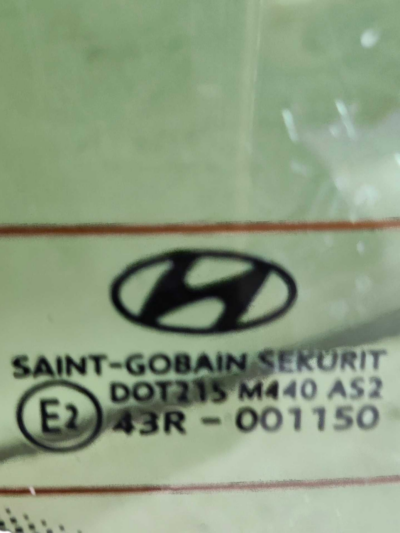 SAINT-GOBAIN SEKURIT
DOT215 M440 AS2
E2 43R - 001150